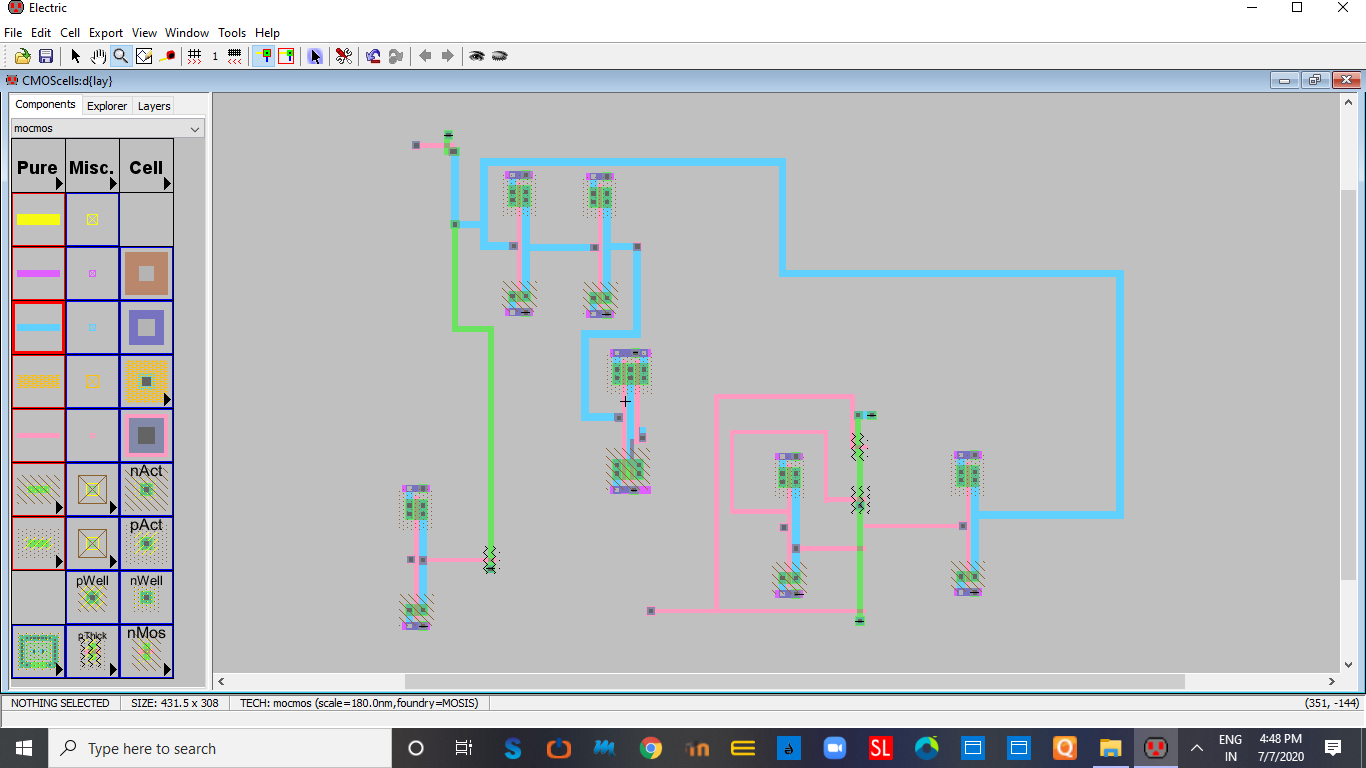 Electric
File Edit Cell Export View Window Tools Help
1
CMOScells:d{lay}
Components Explorer Layers
mocmos
Pure Misc. Cell
nAct
pAct
pWell nWell
pThick nMos
NOTHING SELECTED SIZE: 431.5 x 308 TECH: mocmos (scale=180.0nm,foundry=MOSIS) (351, -144)
Type here to search
S
m
in
SL
Q
ENG
IN
4:48 PM
7/7/2020